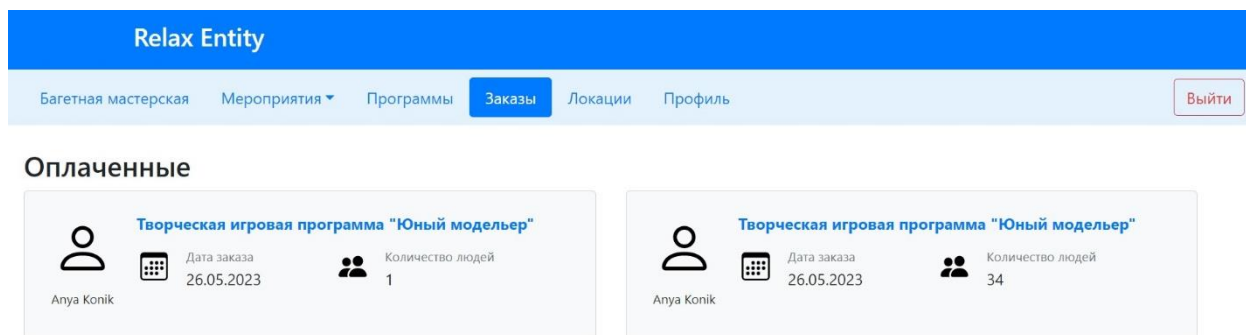 Relax Entity
Багетная мастерская Мероприятия Программы Заказы Локации Профиль Выйти
Оплаченные
Творческая игровая программа "Юный модельер"
Дата заказа Количество людей
26.05.2023 1
Anya Konik
Творческая игровая программа "Юный модельер"
Дата заказа Количество людей
26.05.2023 34
Anya Konik